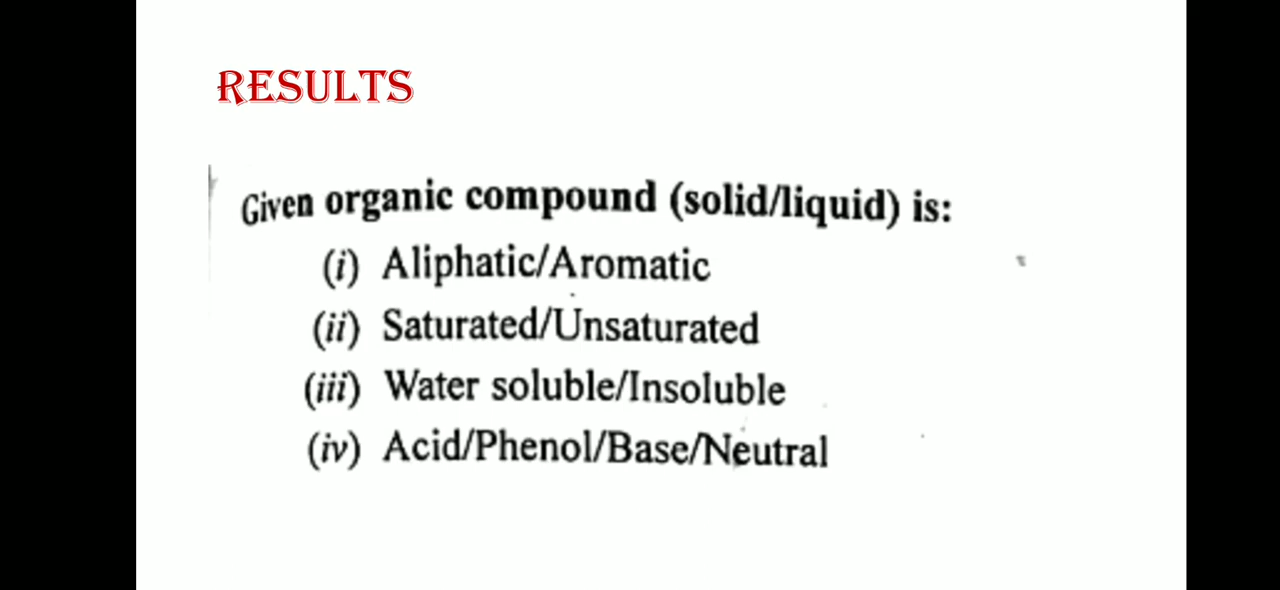 RESULTS
Given organic compound (solid/liquid) is:
(i) Aliphatic/Aromatic
(ii) Saturated/Unsaturated
(iii) Water soluble/Insoluble
(iv) Acid/Phenol/Base/Neutral